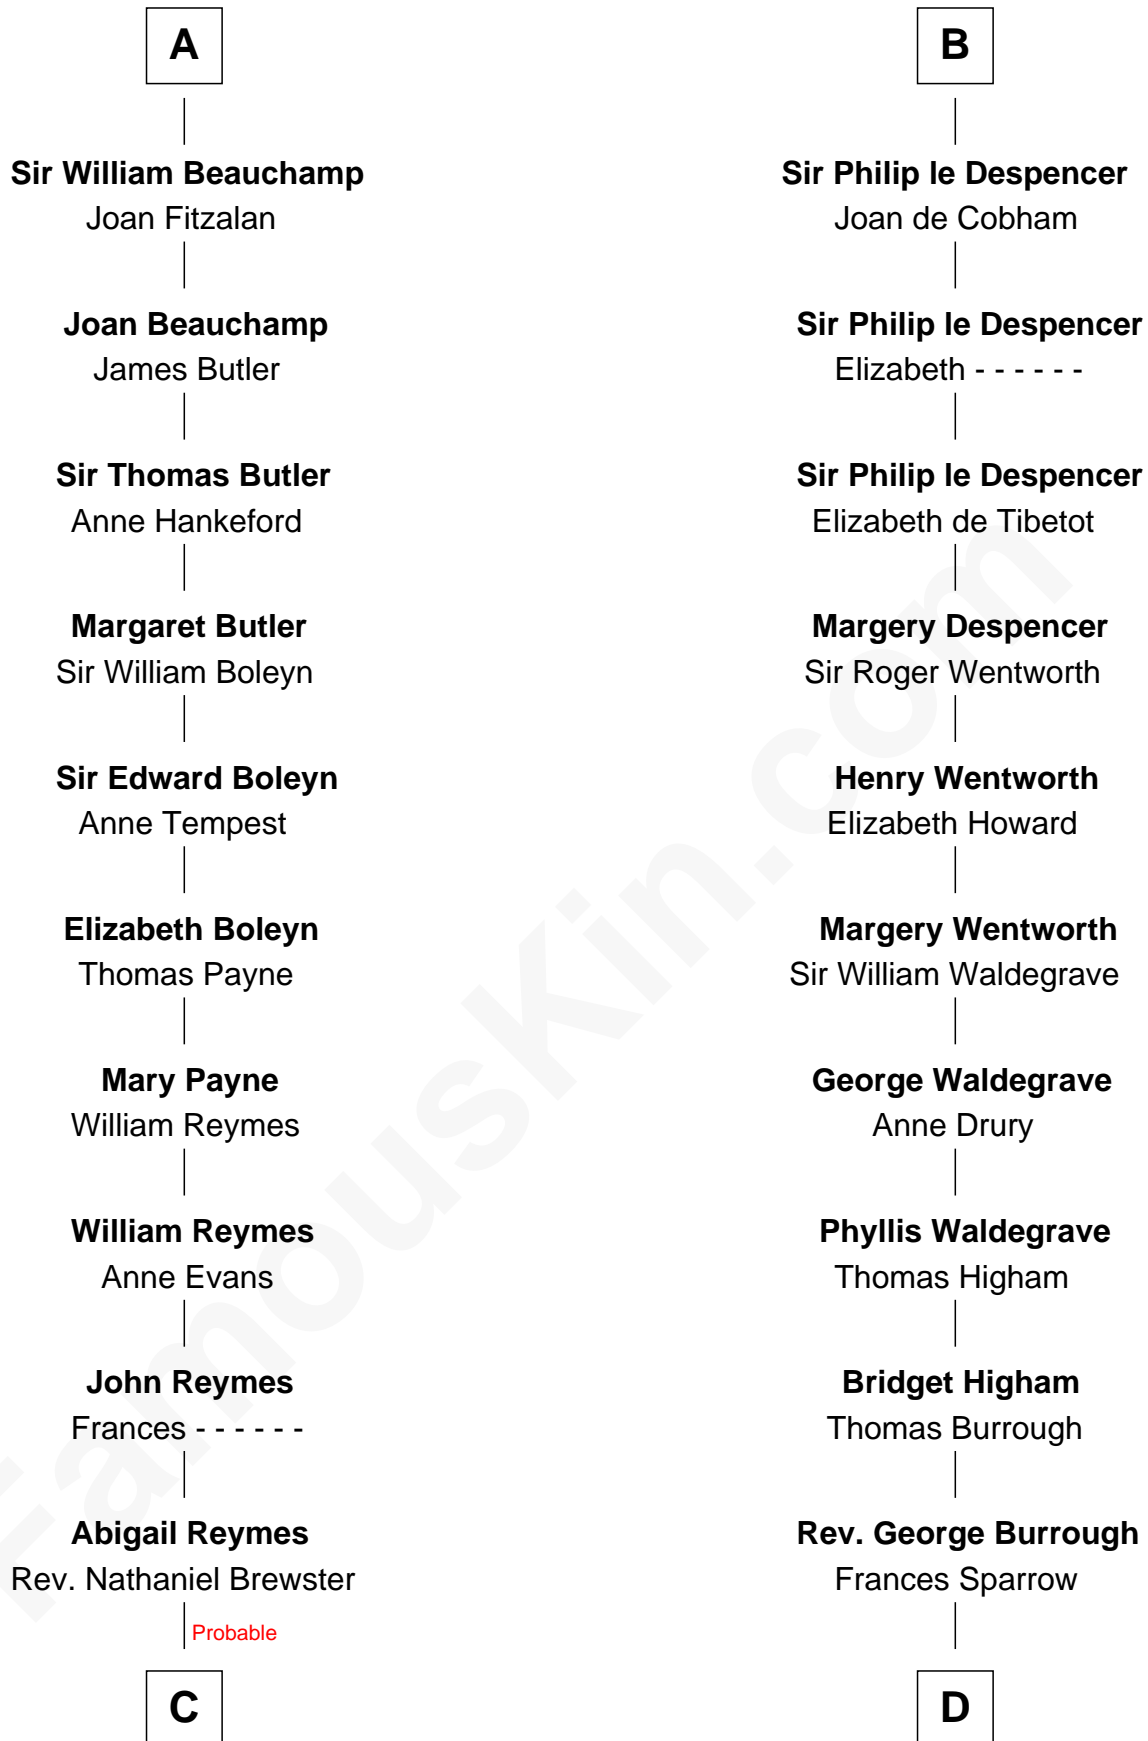 A
Sir William Beauchamp
Joan Fitzalan
Joan Beauchamp
James Butler
Sir Thomas Butler
Anne Hankeford
Margaret Butler
Sir William Boleyn
Sir Edward Boleyn
Anne Tempest
Elizabeth Boleyn
Thomas Payne
Mary Payne
William Reymes
William Reymes
Anne Evans
John Reymes
Frances - - - - - -
Abigail Reymes
Rev. Nathaniel Brewster
Probable
C
B
Sir Philip le Despencer
Joan de Cobham
Sir Philip le Despencer
Elizabeth - - - - - -
Sir Philip le Despencer
Elizabeth de Tibetot
Margery Despencer
Sir Roger Wentworth
Henry Wentworth
Elizabeth Howard
Margery Wentworth
Sir William Waldegrave
George Waldegrave
Anne Drury
Phyllis Waldegrave
Thomas Higham
Bridget Higham
Thomas Burrough
Rev. George Burrough
Frances Sparrow
D
FamousKin.com